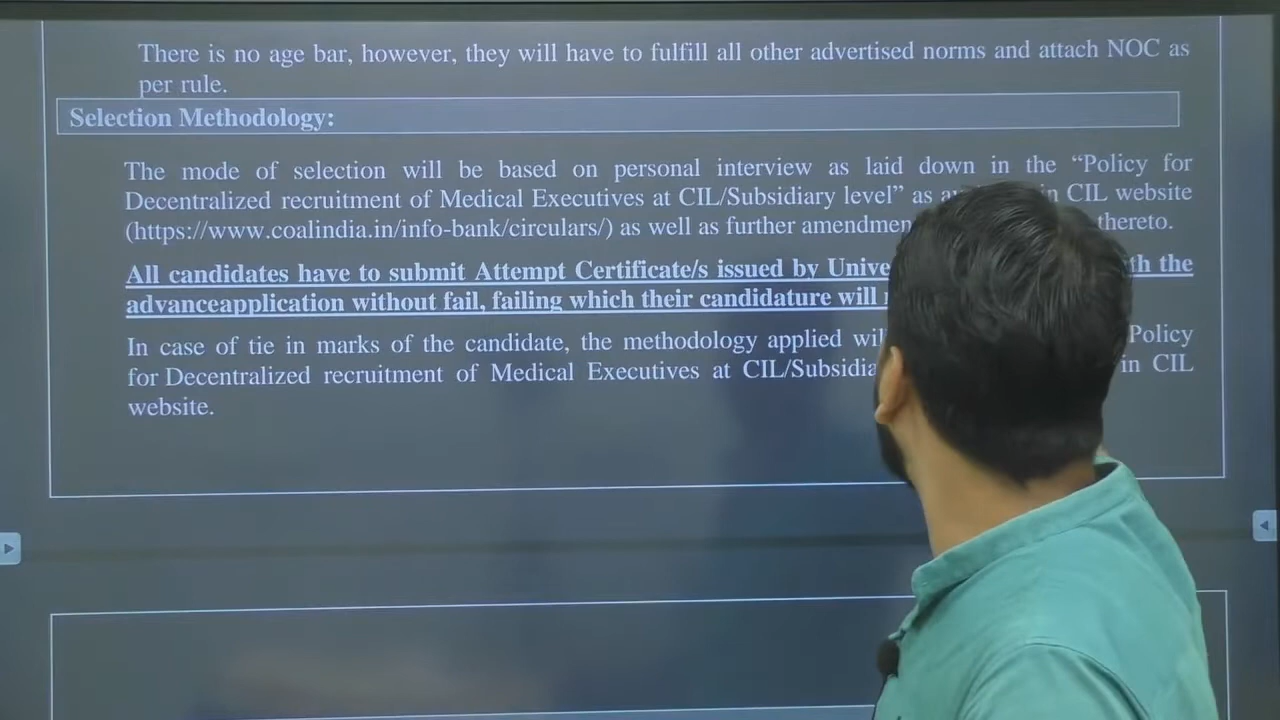 There is no age bar, however, they will have to fulfill all other advertised norms and attach NOC as
per rule.
Selection Methodology:
The mode of selection will be based on personal interview as laid down in the “Policy for
Decentralized recruitment of Medical Executives at CIL/Subsidiary level” as in CIL website
(https://www.coalindia.in/info-bank/circulars/) as well as further thereto.
All candidates have to submit Attempt Certificate/s issued by the
advanceapplication without fail, failing which their candidature will
In case of tie in marks of the candidate, the methodology applied Policy
for Decentralized recruitment of Medical Executives at in CIL
website.